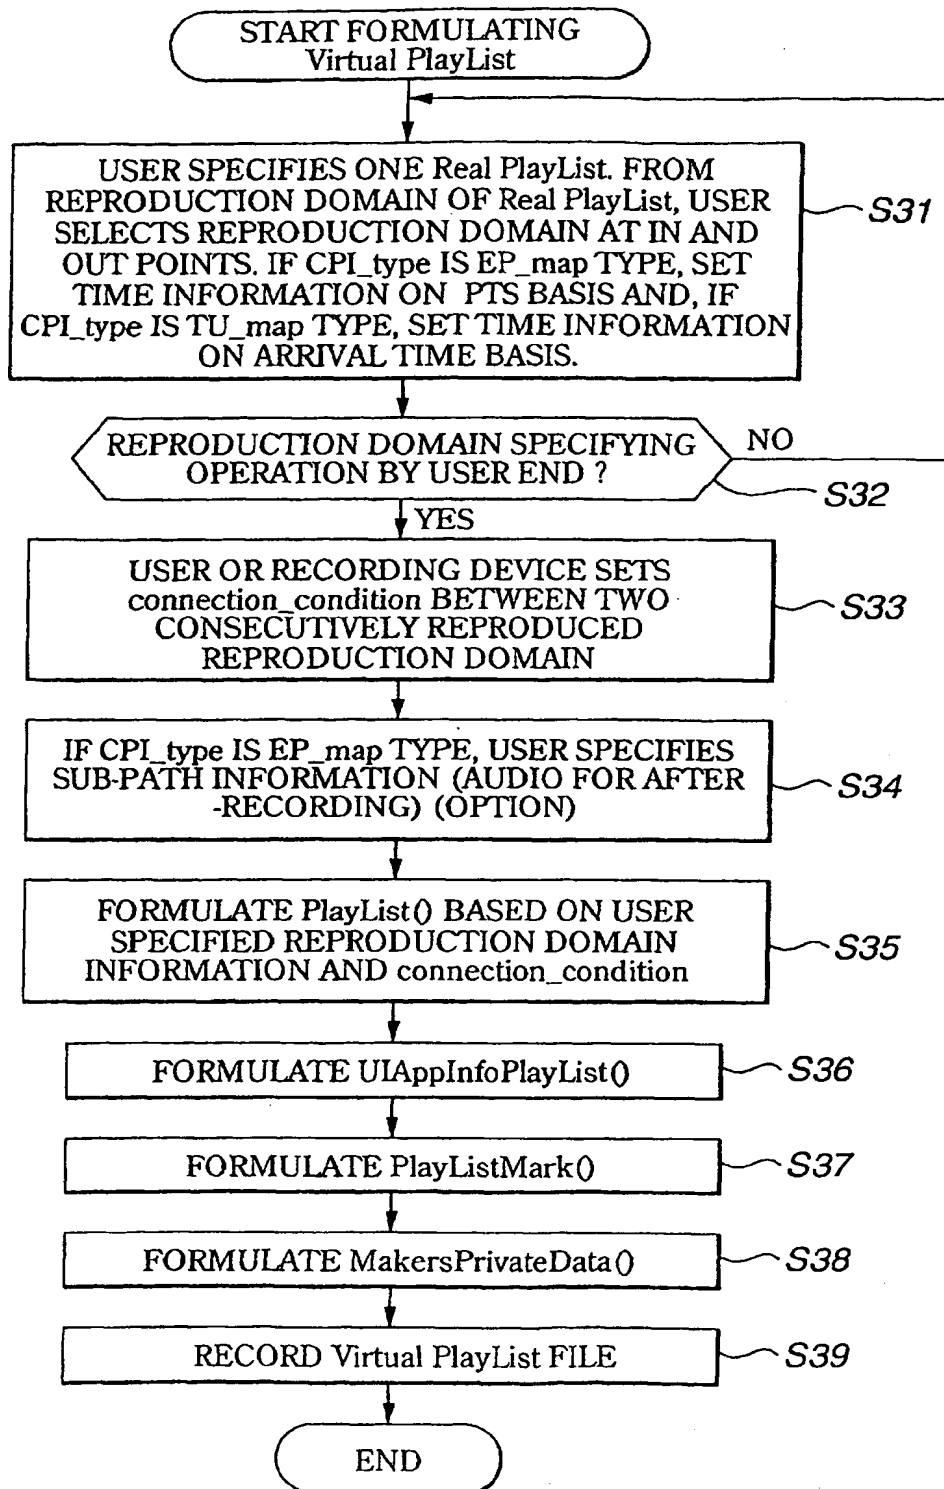 START FORMULATING
Virtual PlayList
USER SPECIFIES ONE Real PlayList. FROM
REPRODUCTION DOMAIN OF Real PlayList, USER
SELECTS REPRODUCTION DOMAIN AT IN AND
OUT POINTS. IF CPI_type IS EP_map TYPE, SET
TIME INFORMATION ON PTS BASIS AND, IF
CPI_type IS TU_map TYPE, SET TIME INFORMATION
ON ARRIVAL TIME BASIS.
S31
REPRODUCTION DOMAIN SPECIFYING
OPERATION BY USER END ?
NO
S32
YES
USER OR RECORDING DEVICE SETS
connection_condition BETWEEN TWO
CONSECUTIVELY REPRODUCED
REPRODUCTION DOMAIN
S33
IF CPI_type IS EP_map TYPE, USER SPECIFIES
SUB-PATH INFORMATION (AUDIO FOR AFTER
-RECORDING) (OPTION)
S34
FORMULATE PlayList() BASED ON USER
SPECIFIED REPRODUCTION DOMAIN
INFORMATION AND connection_condition
S35
FORMULATE UIAppInfoPlayList()
S36
FORMULATE PlayListMark()
S37
FORMULATE MakersPrivateData()
S38
RECORD Virtual PlayList FILE
S39
END